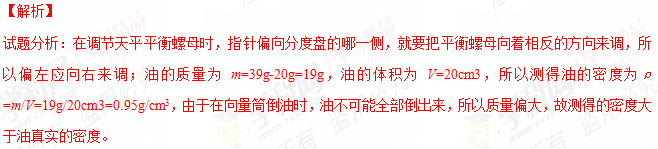 【解析】
试题分析：在调节天平平衡螺母时，指针偏向分度盘的哪一侧，就要把平衡螺母向着相反的方向来调，所
以偏左应向右来调；油的质量为 m=39g-20g=19g，油的体积为 V=20cm3，所以测得油的密度为 ρ
=m/V=19g/20cm3=0.95g/cm³，由于在向量筒倒油时，油不可能全部倒出来，所以质量偏大，故测得的密度大
于油真实的密度。